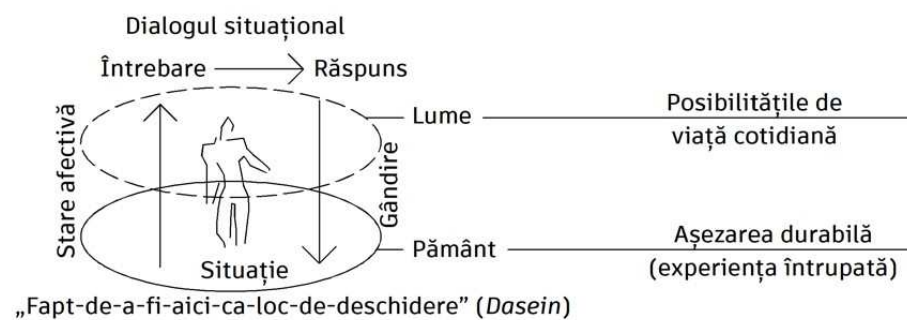 Dialogul situațional
Întrebare Răspuns
Stare afectivă
Gândire
Lume
Posibilitățile de
viață cotidiană
Pământ
Așezarea durabilă
(experiența întrupată)
Situație
„Fapt-de-a-fi-aici-ca-loc-de-deschidere” (Dasein)